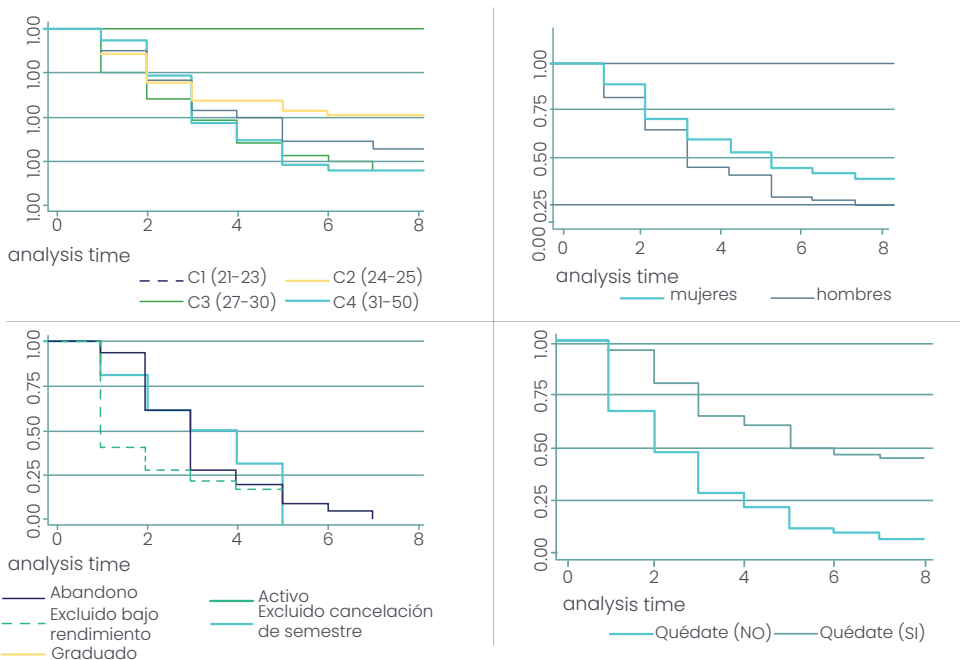 1.00
1.00
1.00
1.00
1.00
0 2 4 6 8
analysis time
C1 (21-23) C2 (24-25)
C3 (27-30) C4 (31-50)
1.00
0.75
0.50
0.25
0.00
0 2 4 6 8
analysis time
mujeres hombres
1.00
0.75
0.50
0.25
0.00
0 2 4 6 8
analysis time
Abandono
Excluido bajo
rendimiento
Graduado
Activo
Excluido cancelación
de semestre
1.00
0.75
0.50
0.25
0.00
0 2 4 6 8
analysis time
Quédate (NO) Quédate (SI)